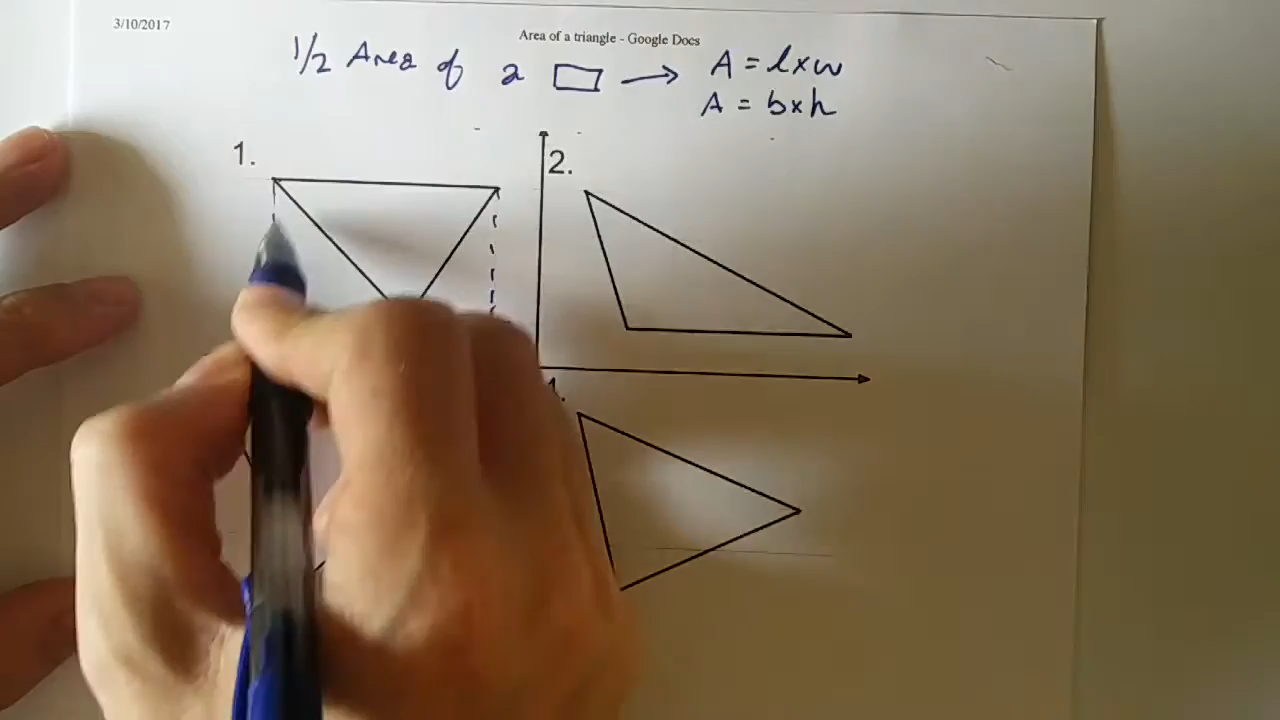 3/10/2017
Area of a triangle - Google Docs
1/2 Area of a ▭ → A = l x w
A = b x h
1.
2.